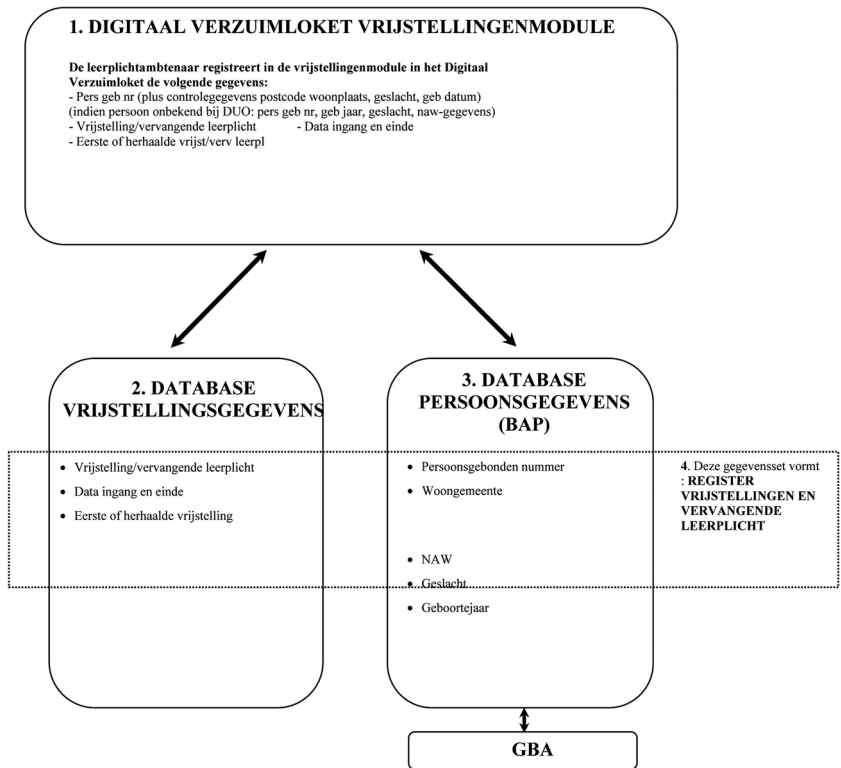 1. DIGITAAL VERZUIMLOKET VRIJSTELLINGENMODULE
De leerplichtambtenaar registreert in de vrijstellingenmodule in het Digitaal
Verzuimloket de volgende gegevens:
- Pers geb nr (plus controlegegevens postcode woonplaats, geslacht, geb datum)
(indien persoon onbekend bij DUO: pers geb nr, geb jaar, geslacht, naw-gegevens)
- Vrijstelling/vervangende leerplicht - Data ingang en einde
- Eerste of herhaalde vrijst/verv leerpl
2. DATABASE
VRIJSTELLINGSGEGEVENS
• Vrijstelling/vervangende leerplicht
• Data ingang en einde
• Eerste of herhaalde vrijstelling
3. DATABASE
PERSOONSGEGEVENS
(BAP)
• Persoonsgebonden nummer
• Woongemeente
• NAW
• Geslacht
• Geboortejaar
4. Deze gegevensset vormt
: REGISTER
VRIJSTELLINGEN EN
VERVANGENDE
LEERPLICHT
GBA